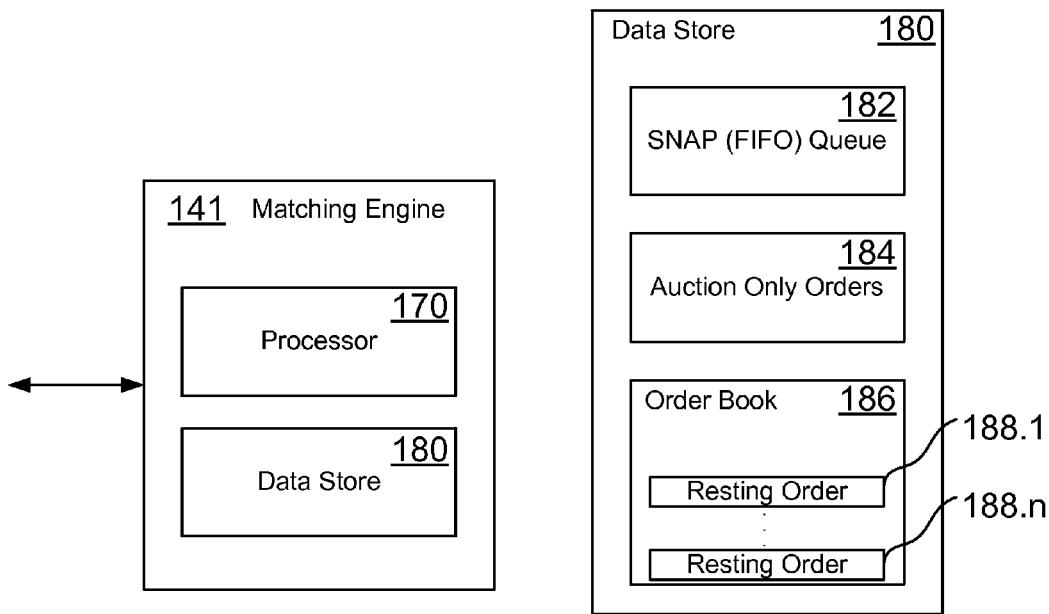 141 Matching Engine
170
Processor
180
Data Store
Data Store 180
182
SNAP (FIFO) Queue
184
Auction Only Orders
Order Book 186
188.1
Resting Order
188.n
Resting Order